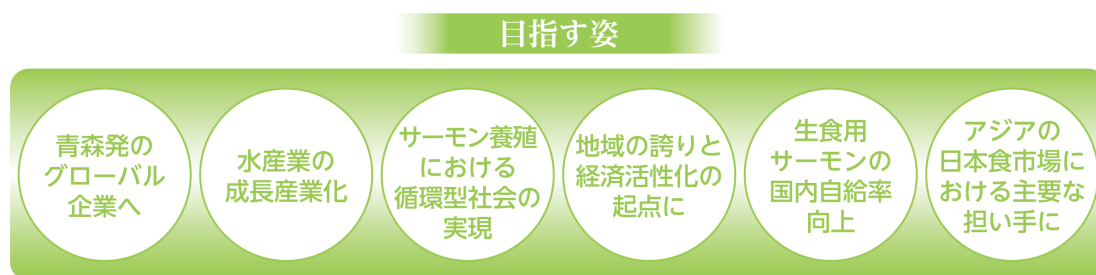 目指す姿
青森発の
グローバル
企業へ
水産業の
成長産業化
サーモン養殖
における
循環型社会の
実現
地域の誇りと
経済活性化の
起点に
生食用
サーモンの
国内自給率
向上
アジアの
日本食市場に
おける主要な
担い手に